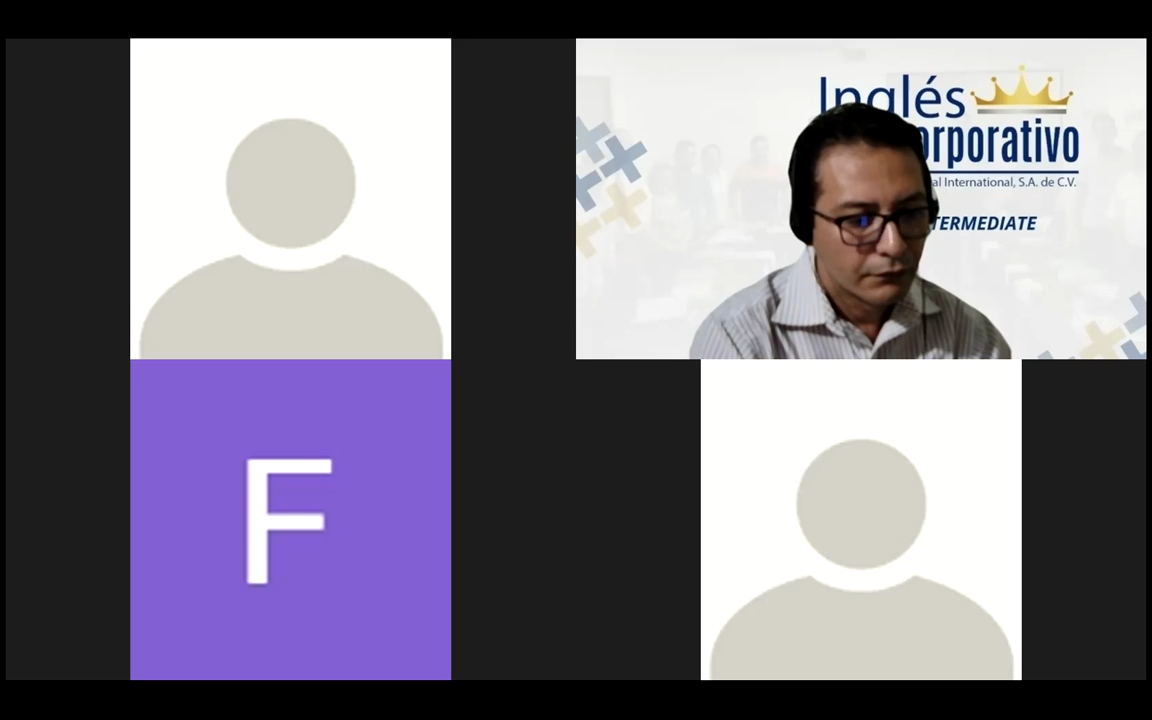 Inglés
orporativo
al International, S.A. de C.V.
TERMEDIATE
F